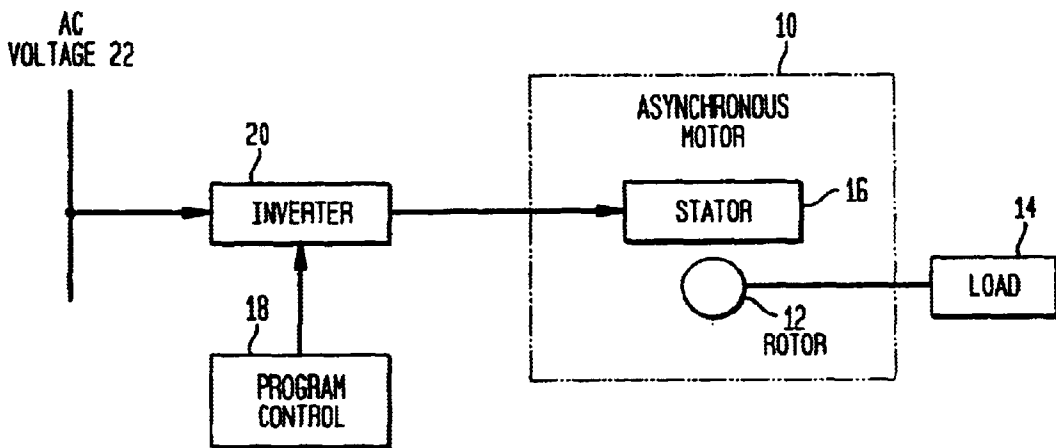 AC
VOLTAGE 22
10
ASYNCHRONOUS
MOTOR
20
INVERTER
STATOR
16
14
LOAD
12
ROTOR
18
PROGRAM
CONTROL